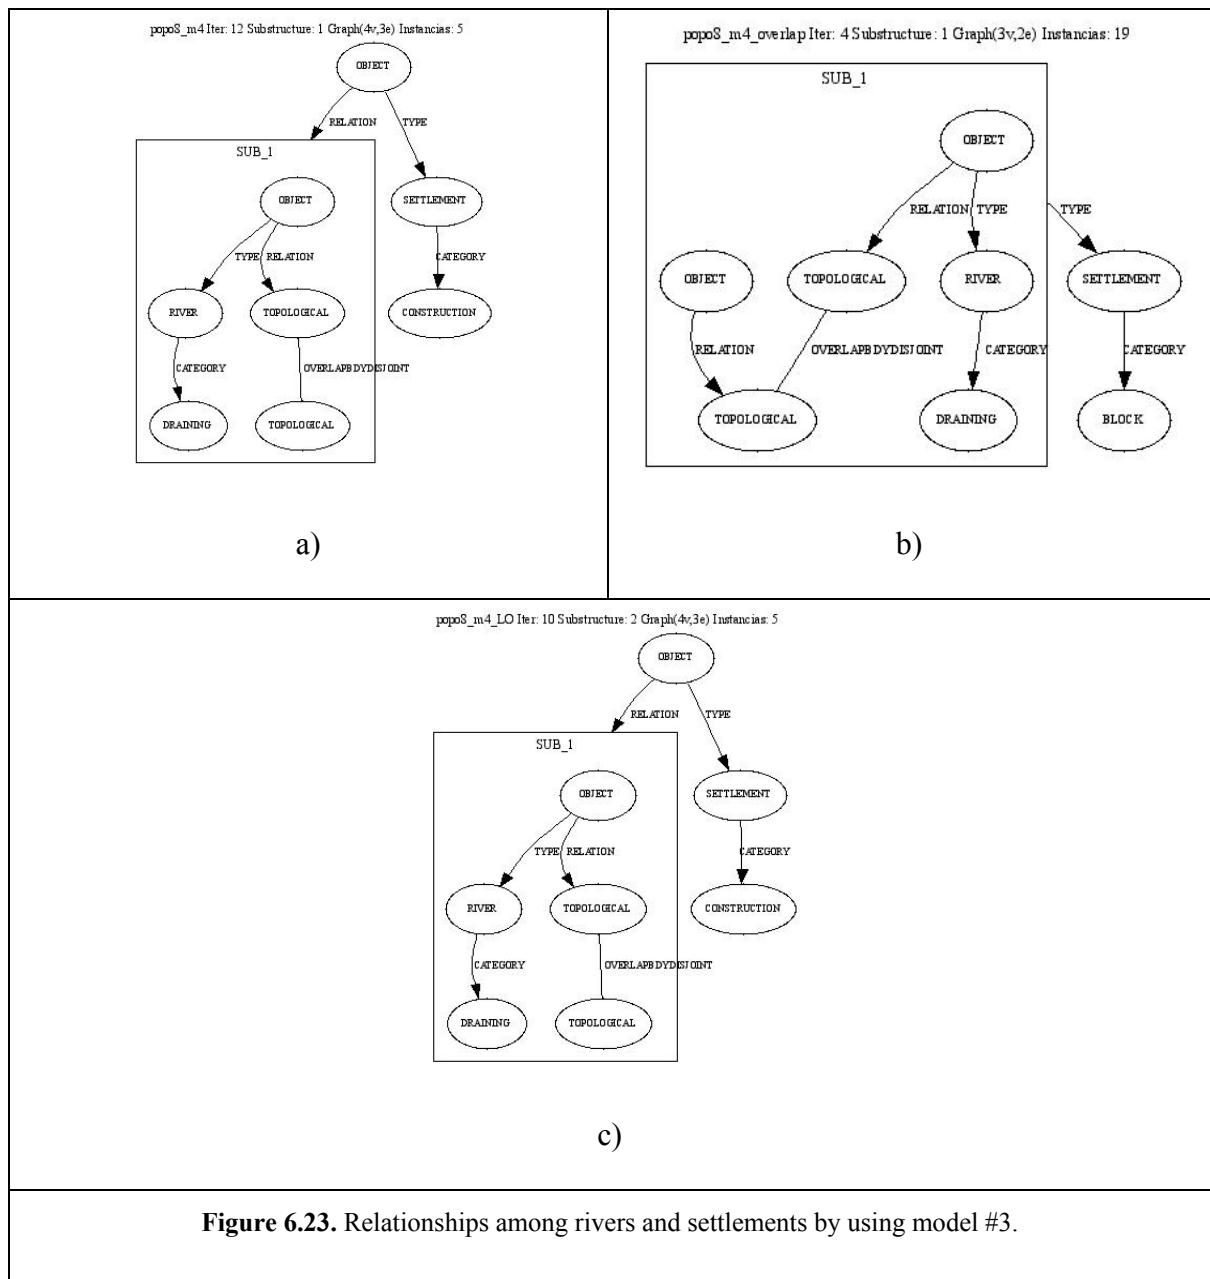 popo8_m4 Iter: 12 Substructure: 1 Graph(4v,3e) Instancias: 5
OBJECT
RELATION
TYPE
SUB_1
OBJECT
SETTLEMENT
TYPE
RELATION
CATEGORY
RIVER
TOPOLOGICAL
CONSTRUCTION
CATEGORY
OVERLAPBDYDISJOINT
DRAINING
TOPOLOGICAL
a)
popo8_m4_overlap Iter: 4 Substructure: 1 Graph(3v,2e) Instancias: 19
SUB_1
OBJECT
RELATION
TYPE
TYPE
OBJECT
TOPOLOGICAL
RIVER
SETTLEMENT
RELATION
OVERLAPBDYDISJOINT
CATEGORY
CATEGORY
TOPOLOGICAL
DRAINING
BLOCK
b)
popo8_m4_LO Iter: 10 Substructure: 2 Graph(4v,3e) Instancias: 5
OBJECT
RELATION
TYPE
SUB_1
OBJECT
SETTLEMENT
TYPE
RELATION
CATEGORY
RIVER
TOPOLOGICAL
CONSTRUCTION
CATEGORY
OVERLAPBDYDISJOINT
DRAINING
TOPOLOGICAL
c)
Figure 6.23. Relationships among rivers and settlements by using model #3.